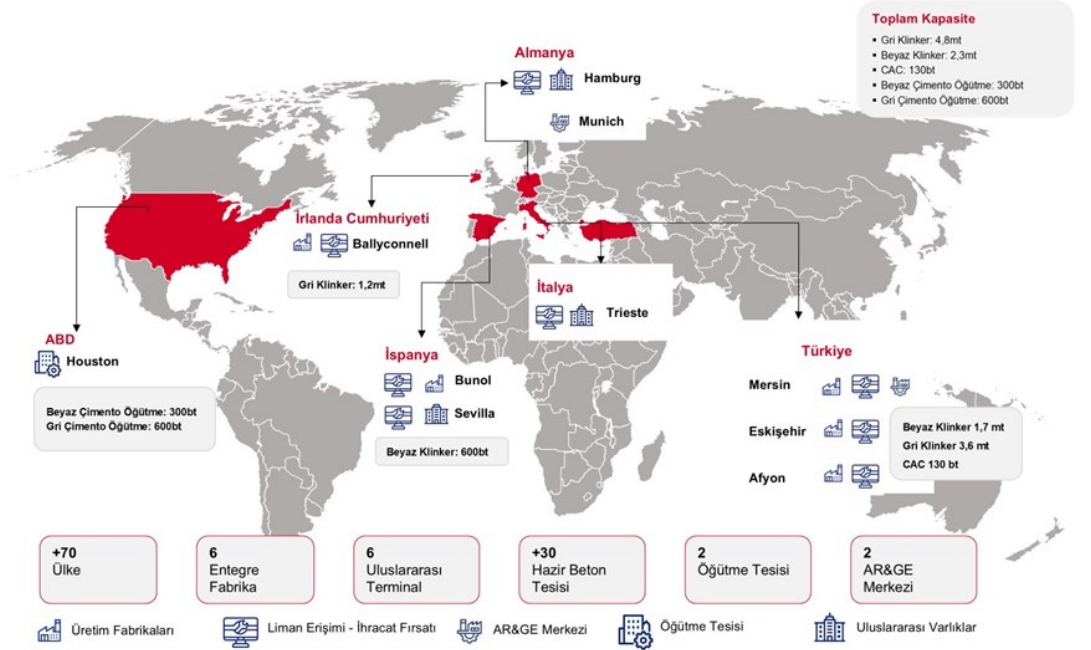 Toplam Kapasite
▪ Gri Klinker: 4,8mt
▪ Beyaz Klinker: 2,3mt
▪ CAC: 130bt
▪ Beyaz Çimento Öğütme: 300bt
▪ Gri Çimento Öğütme: 600bt
Almanya
Hamburg
Munich
İrlanda Cumhuriyeti
Ballyconnell
Gri Klinker: 1,2mt
ABD
Houston
Beyaz Çimento Öğütme: 300bt
Gri Çimento Öğütme: 600bt
İspanya
Bunol
Sevilla
Beyaz Klinker: 600bt
İtalya
Trieste
Türkiye
Mersin
Eskişehir
Afyon
Beyaz Klinker 1,7 mt
Gri Klinker 3,6 mt
CAC 130 bt
+70
Ülke
6
Entegre
Fabrika
6
Uluslararası
Terminal
+30
Hazir Beton
Tesisi
2
Öğütme Tesisi
2
AR&GE
Merkezi
Üretim Fabrikaları
Liman Erişimi - İhracat Fırsatı
AR&GE Merkezi
Öğütme Tesisi
Uluslararası Varlıklar